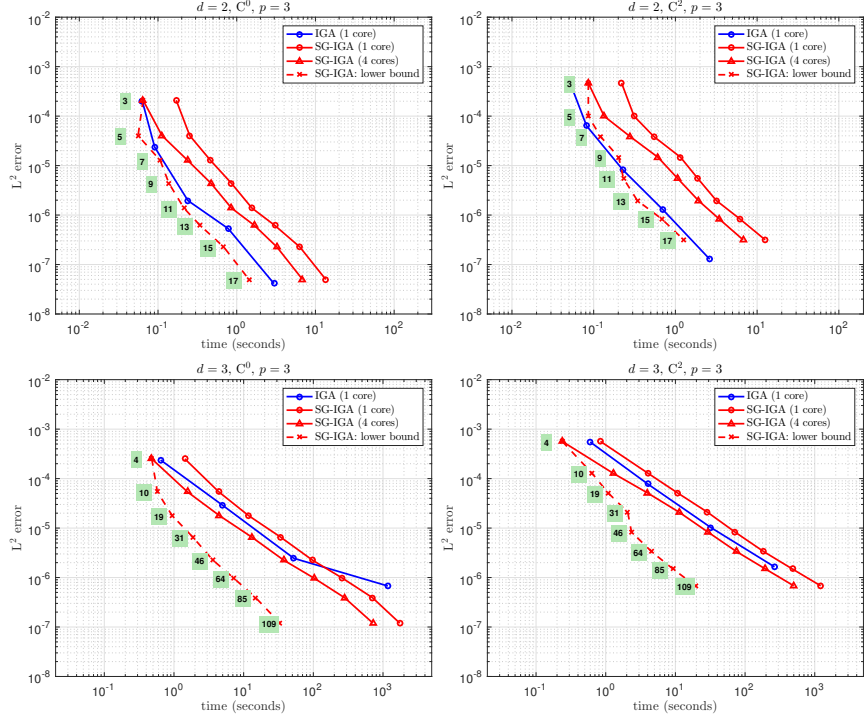 d = 2, C⁰, p = 3
10⁻²
10⁻³
10⁻⁴
10⁻⁵
10⁻⁶
10⁻⁷
10⁻⁸
L² error
IGA (1 core)
SG-IGA (1 core)
SG-IGA (4 cores)
SG-IGA: lower bound
3
5
7
9
11
13
15
17
10⁻² 10⁻¹ 10⁰ 10¹ 10²
time (seconds)
d = 2, C², p = 3
10⁻²
10⁻³
10⁻⁴
10⁻⁵
10⁻⁶
10⁻⁷
10⁻⁸
L² error
IGA (1 core)
SG-IGA (1 core)
SG-IGA (4 cores)
SG-IGA: lower bound
3
5
7
9
11
13
15
17
10⁻² 10⁻¹ 10⁰ 10¹ 10²
time (seconds)
d = 3, C⁰, p = 3
10⁻²
10⁻³
10⁻⁴
10⁻⁵
10⁻⁶
10⁻⁷
10⁻⁸
L² error
IGA (1 core)
SG-IGA (1 core)
SG-IGA (4 cores)
SG-IGA: lower bound
4
10
19
31
46
64
85
109
10⁻¹ 10⁰ 10¹ 10² 10³
time (seconds)
d = 3, C², p = 3
10⁻²
10⁻³
10⁻⁴
10⁻⁵
10⁻⁶
10⁻⁷
10⁻⁸
L² error
IGA (1 core)
SG-IGA (1 core)
SG-IGA (4 cores)
SG-IGA: lower bound
4
10
19
31
46
64
85
109
10⁻¹ 10⁰ 10¹ 10² 10³
time (seconds)